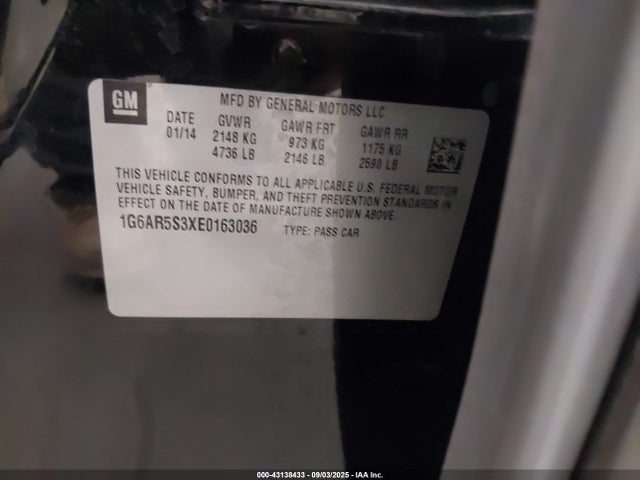 GM
MFD BY GENERAL MOTORS LLC
DATE GVWR GAWR FRT GAWR RR
01/14 2148 KG 973 KG 1175 KG
4736 LB 2146 LB 2590 LB
THIS VEHICLE CONFORMS TO ALL APPLICABLE U.S. FEDERAL MOTOR
VEHICLE SAFETY, BUMPER, AND THEFT PREVENTION STANDARDS IN
EFFECT ON THE DATE OF MANUFACTURE SHOWN ABOVE.
1G6AR5S3XE0163036 TYPE: PASS CAR
000-43138433 - 09/03/2025 - IAA Inc.